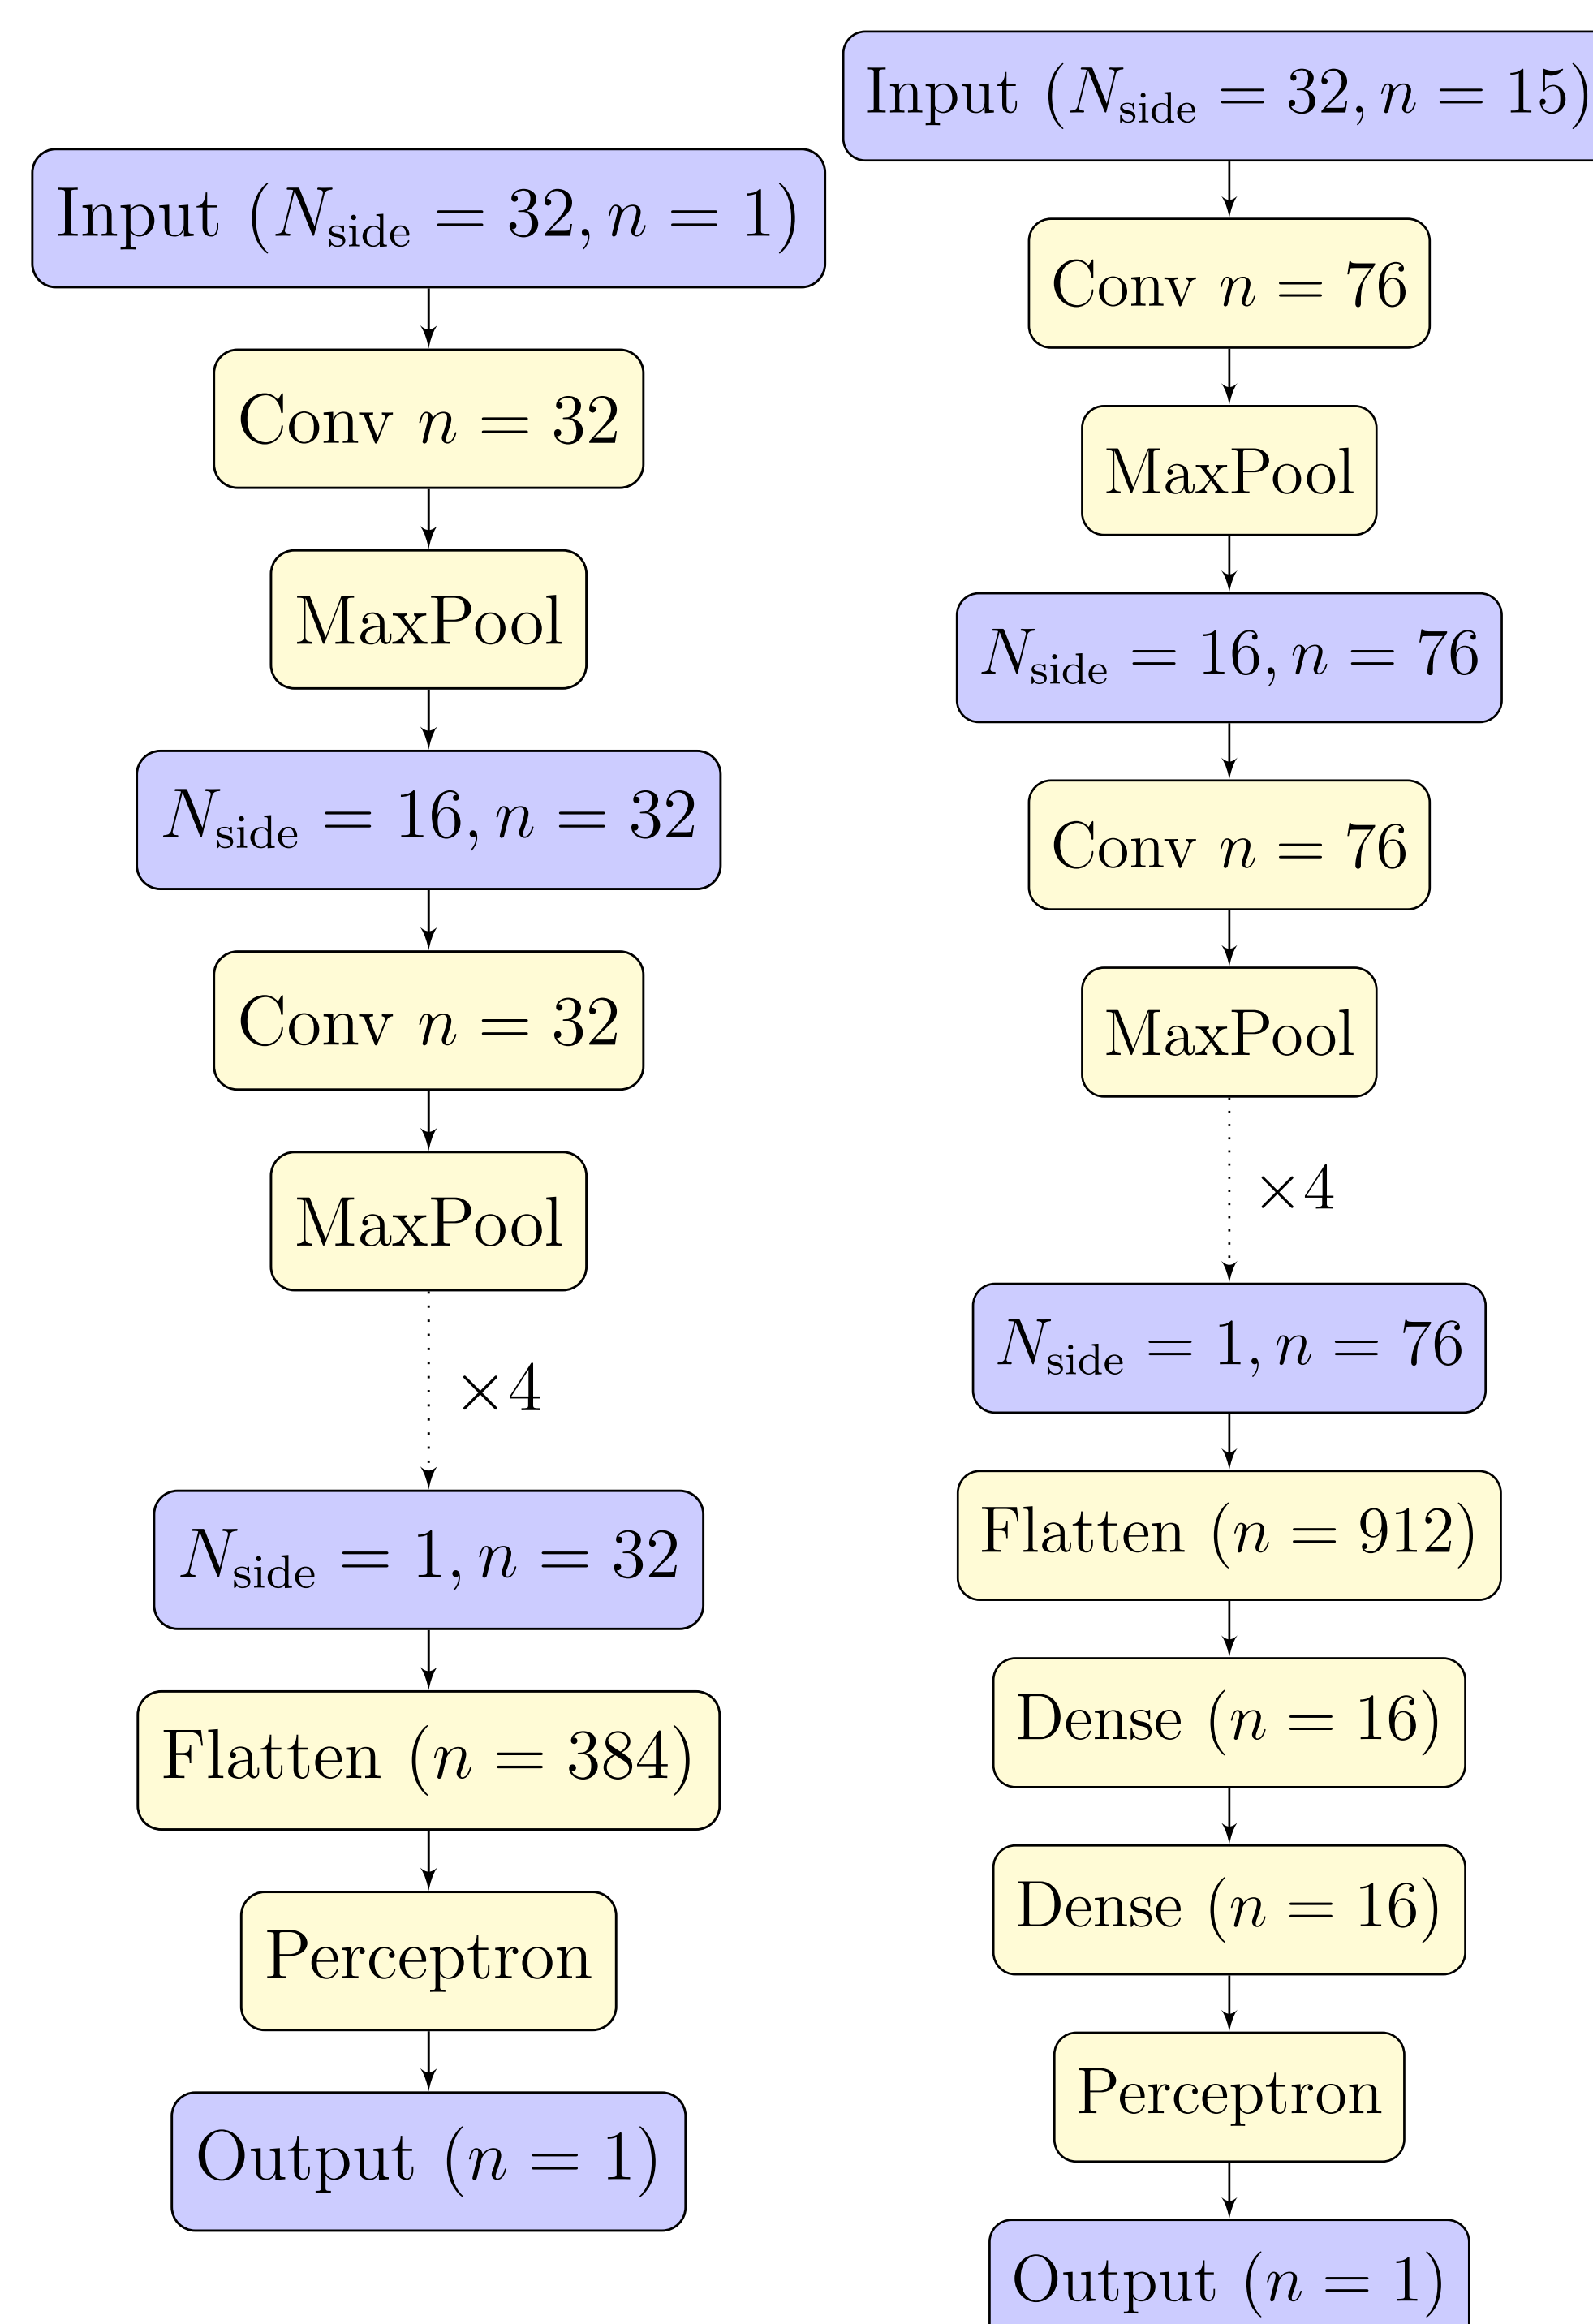 Input (N_side = 32, n = 1)
Conv n = 32
MaxPool
N_side = 16, n = 32
Conv n = 32
MaxPool
×4
N_side = 1, n = 32
Flatten (n = 384)
Perceptron
Output (n = 1)
Input (N_side = 32, n = 15)
Conv n = 76
MaxPool
N_side = 16, n = 76
Conv n = 76
MaxPool
×4
N_side = 1, n = 76
Flatten (n = 912)
Dense (n = 16)
Dense (n = 16)
Perceptron
Output (n = 1)